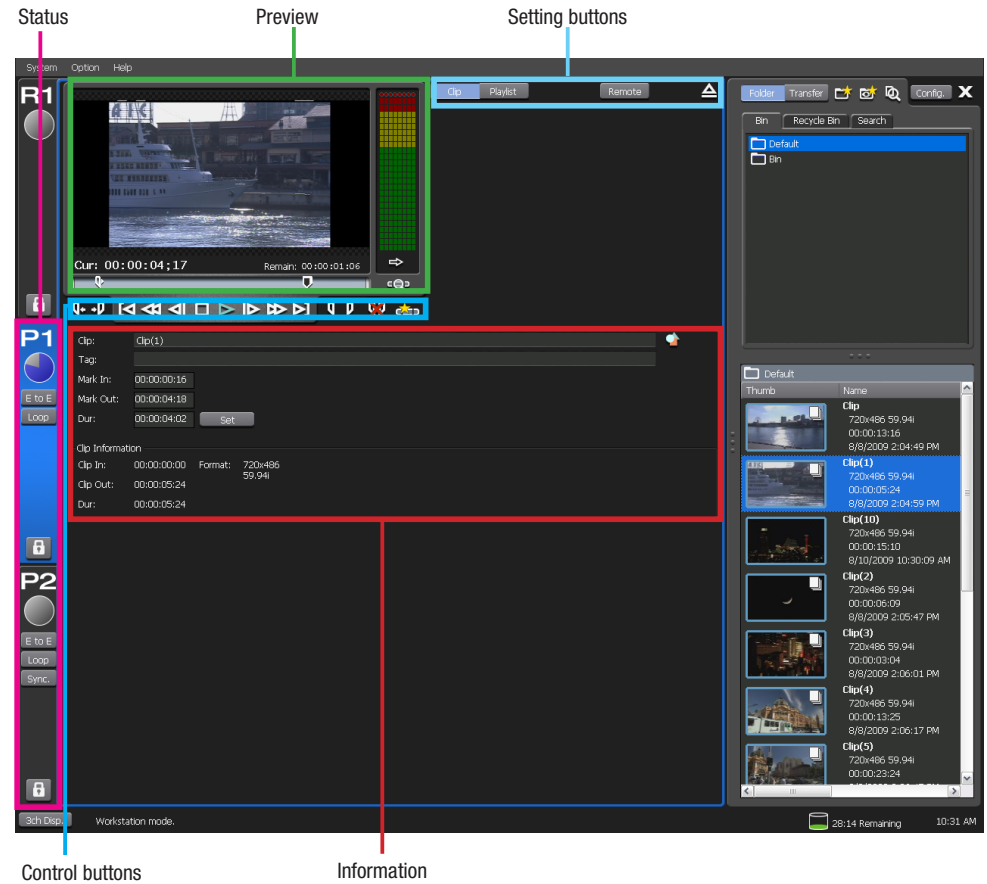 Status
Preview
Setting buttons
System Option Help
R1
Clip Playlist Remote
Folder Transfer Config. X
Bin Recycle Bin Search
Default
Bin
Cur: 00:00:04;17 Remain: 00:00:01:06
P1
E to E
Loop
Clip: Clip(1)
Tag:
Mark In: 00:00:00:16
Mark Out: 00:00:04:18
Dur: 00:00:04:02 Set
Clip Information
Clip In: 00:00:00:00 Format: 720x486
59.94i
Clip Out: 00:00:05:24
Dur: 00:00:05:24
P2
E to E
Loop
Sync.
Default
Thumb Name
Clip
720x486 59.94i
00:00:13:16
8/8/2009 2:04:49 PM
Clip(1)
720x486 59.94i
00:00:05:24
8/8/2009 2:04:59 PM
Clip(10)
720x486 59.94i
00:00:15:10
8/10/2009 10:30:09 AM
Clip(2)
720x486 59.94i
00:00:06:09
8/8/2009 2:05:47 PM
Clip(3)
720x486 59.94i
00:00:03:04
8/8/2009 2:06:01 PM
Clip(4)
720x486 59.94i
00:00:13:25
8/8/2009 2:06:17 PM
Clip(5)
720x486 59.94i
00:00:23:24
3ch Disp. Workstation mode. 28:14 Remaining 10:31 AM
Control buttons
Information